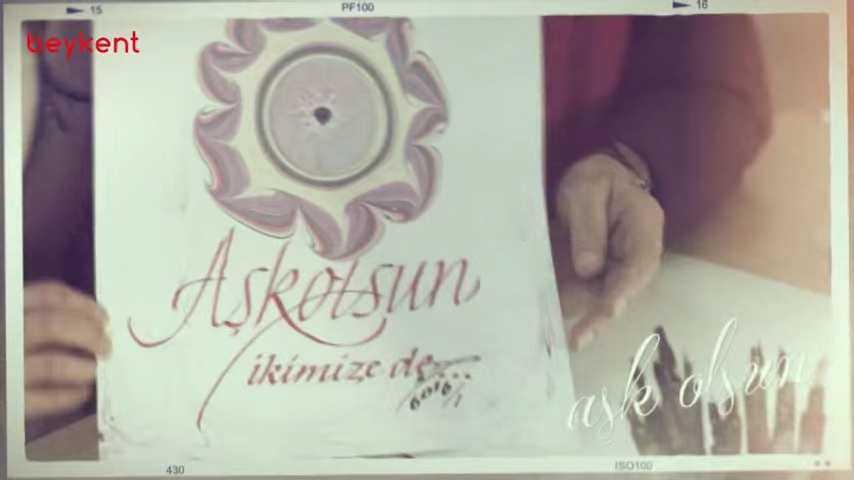 15
PF100
16
beykent
Aşkolsun
ikimize de...
aşk olsun
430
ISO100